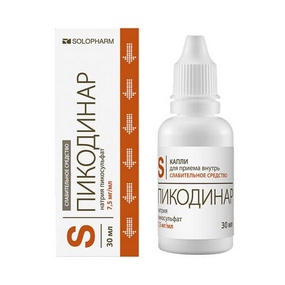 SOLOPHARM
СЛАБИТЕЛЬНОЕ СРЕДСТВО
S ПИКОДИНАР
натрия пикосульфат
7,5 мг/мл
30 мл
S
КАПЛИ
для приема внутрь
СЛАБИТЕЛЬНОЕ СРЕДСТВО
ПИКОДИНАР
натрия
пикосульфат
7,5 мг/мл
30 мл